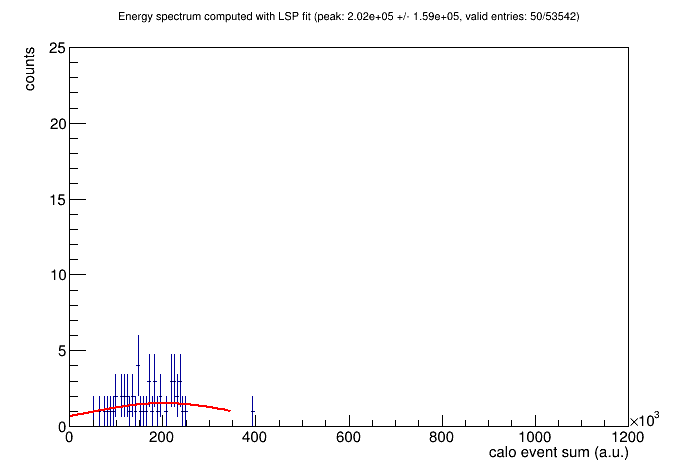 Energy spectrum computed with LSP fit (peak: 2.02e+05 +/- 1.59e+05, valid entries: 50/53542)
counts
25
20
15
10
5
0
0 200 400 600 800 1000 1200
×10³
calo event sum (a.u.)